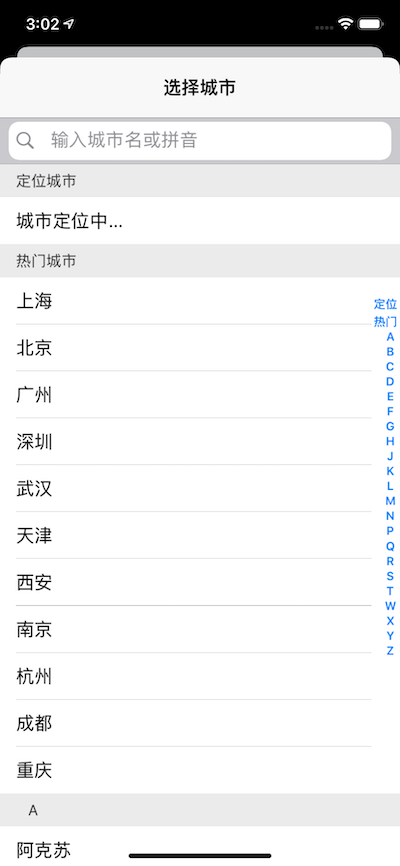 3:02
选择城市
输入城市名或拼音
定位城市
城市定位中...
热门城市
上海
北京
广州
深圳
武汉
天津
西安
南京
杭州
成都
重庆
A
阿克苏
定位
热门
A
B
C
D
E
F
G
H
J
K
L
M
N
P
Q
R
S
T
W
X
Y
Z